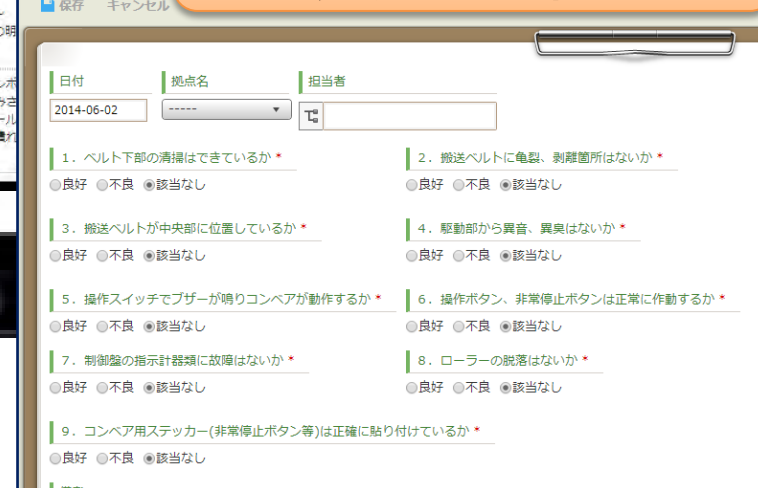 保存 キャンセル
日付 拠点名 担当者
2014-06-02 -----
1. ベルト下部の清掃はできているか * 2. 搬送ベルトに亀裂、剥離箇所はないか *
良好 不良 該当なし 良好 不良 該当なし
3. 搬送ベルトが中央部に位置しているか * 4. 駆動部から異音、異臭はないか *
良好 不良 該当なし 良好 不良 該当なし
5. 操作スイッチでブザーが鳴りコンベアが動作するか * 6. 操作ボタン、非常停止ボタンは正常に作動するか *
良好 不良 該当なし 良好 不良 該当なし
7. 制御盤の指示計器類に故障はないか * 8. ローラーの脱落はないか *
良好 不良 該当なし 良好 不良 該当なし
9. コンベア用ステッカー(非常停止ボタン等)は正確に貼り付けているか *
良好 不良 該当なし